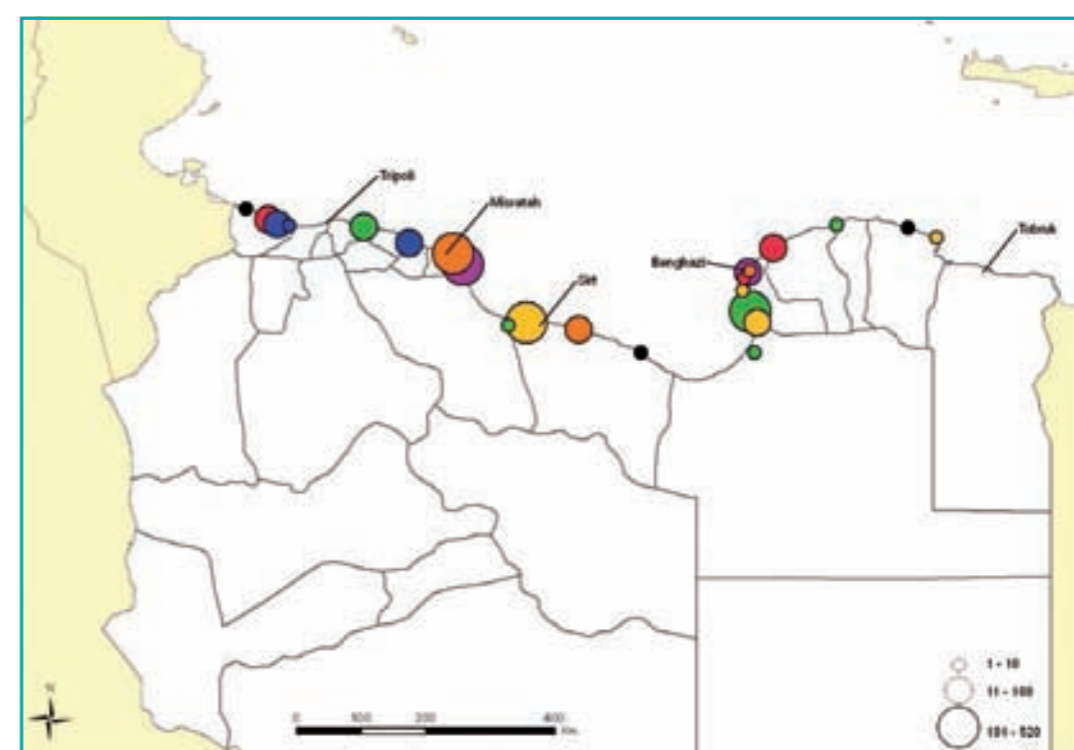 Tripoli
Misratah
Benghazi
Tobruk
Sirt
N
0 100 200 400
Km
1 - 10
11 - 100
101 - 520